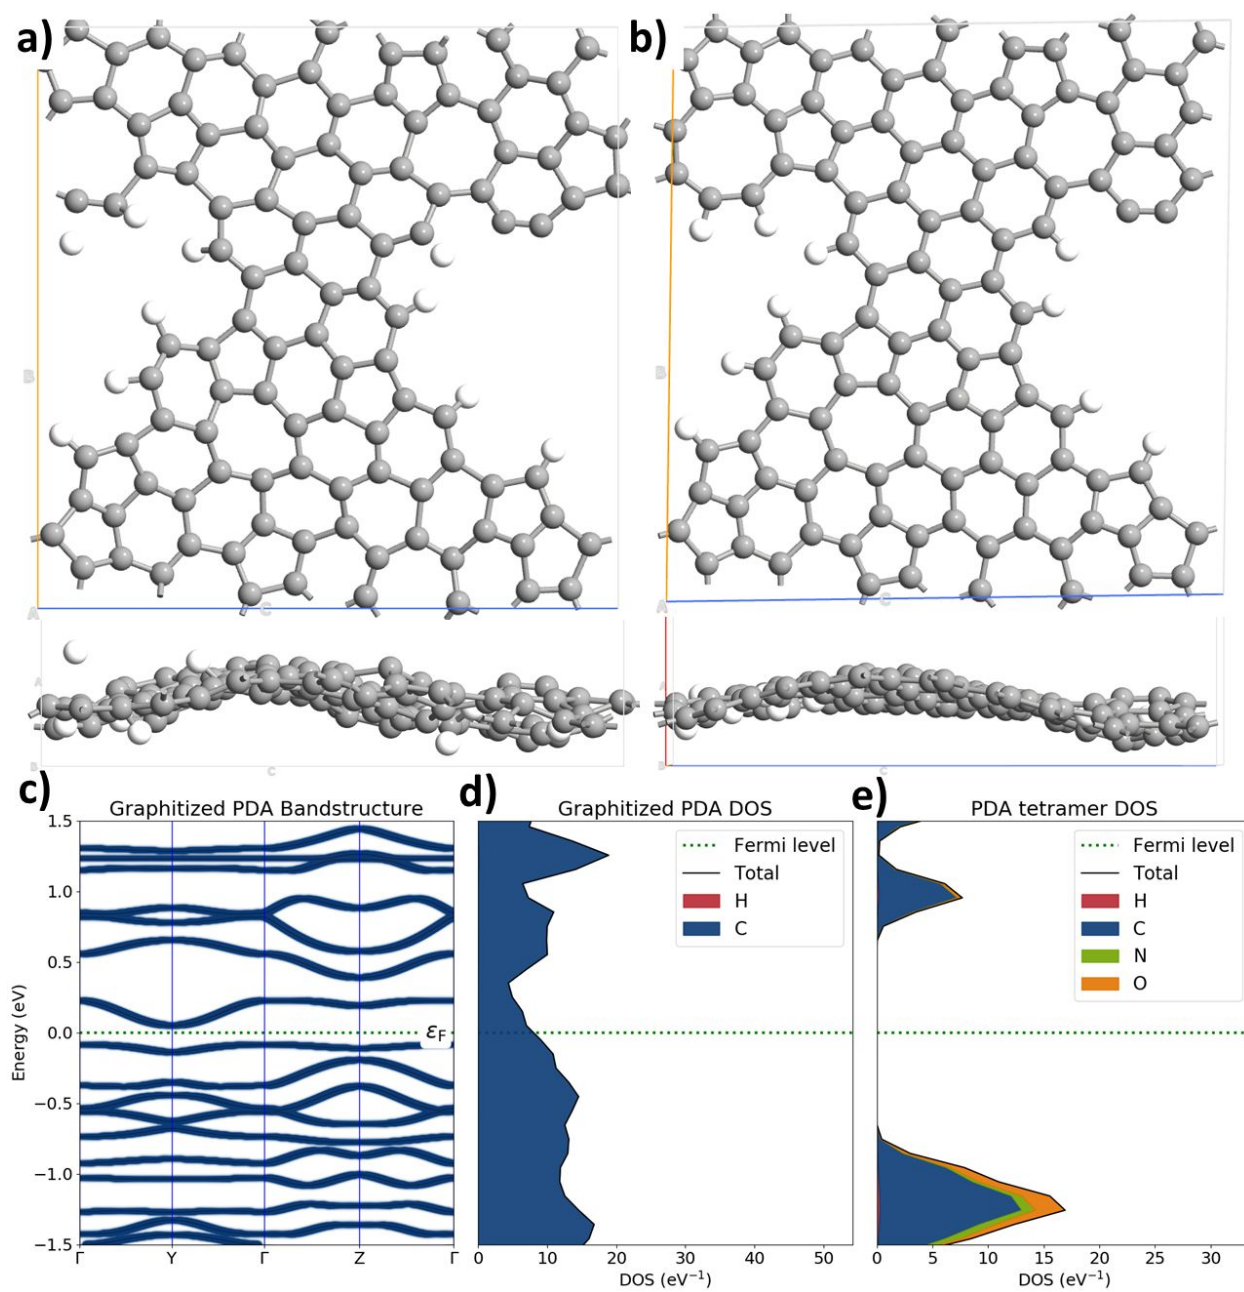 a)
b)
B
B
A
C
A
C
A
B
C
A
B
C
c)
d)
e)
Graphitized PDA Bandstructure
Graphitized PDA DOS
PDA tetramer DOS
1.5
1.0
0.5
0.0
−0.5
−1.0
−1.5
Energy (eV)
εF
Γ Y Γ Z Γ
Fermi level
Total
H
C
0 10 20 30 40 50
DOS (eV⁻¹)
Fermi level
Total
H
C
N
O
0 5 10 15 20 25 30
DOS (eV⁻¹)